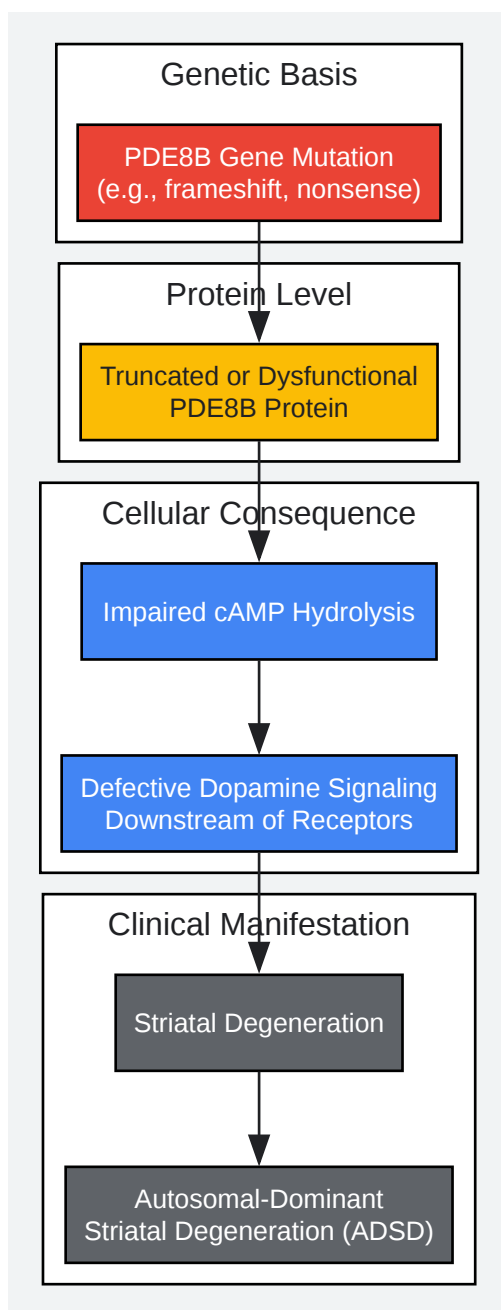 Genetic Basis
PDE8B Gene Mutation
(e.g., frameshift, nonsense)
Protein Level
Truncated or Dysfunctional
PDE8B Protein
Cellular Consequence
Impaired cAMP Hydrolysis
Defective Dopamine Signaling
Downstream of Receptors
Clinical Manifestation
Striatal Degeneration
Autosomal-Dominant
Striatal Degeneration (ADSD)